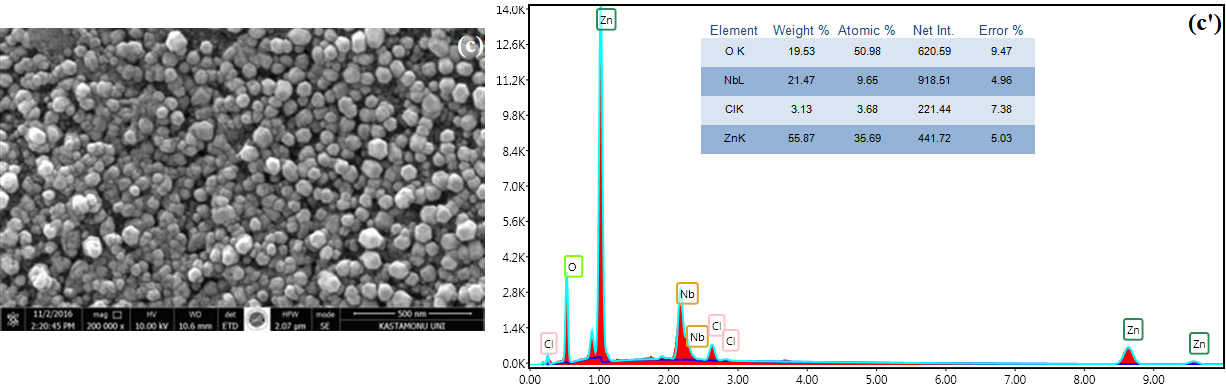 (c)
11/2/2016 mag HV WD det HFW mode 500 nm
2:20:45 PM 200 000 x 10.00 kV 10.6 mm ETD 2.07 µm SE KASTAMONU UNI
(c')
14.0K
12.6K
11.2K
9.8K
8.4K
7.0K
5.6K
4.2K
2.8K
1.4K
0.0K
Zn
Element Weight % Atomic % Net Int. Error %
O K 19.53 50.98 620.59 9.47
NbL 21.47 9.65 918.51 4.96
ClK 3.13 3.68 221.44 7.38
ZnK 55.87 35.69 441.72 5.03
O
Nb
Cl
Nb
Cl
Cl
Zn
Zn
0.00 1.00 2.00 3.00 4.00 5.00 6.00 7.00 8.00 9.00